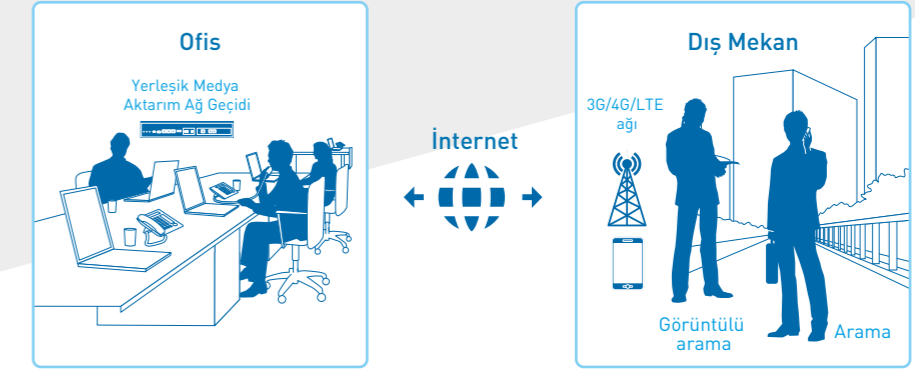 Ofis
Yerleşik Medya
Aktarım Ağ Geçidi
İnternet
Dış Mekan
3G/4G/LTE
ağı
Görüntülü
arama
Arama